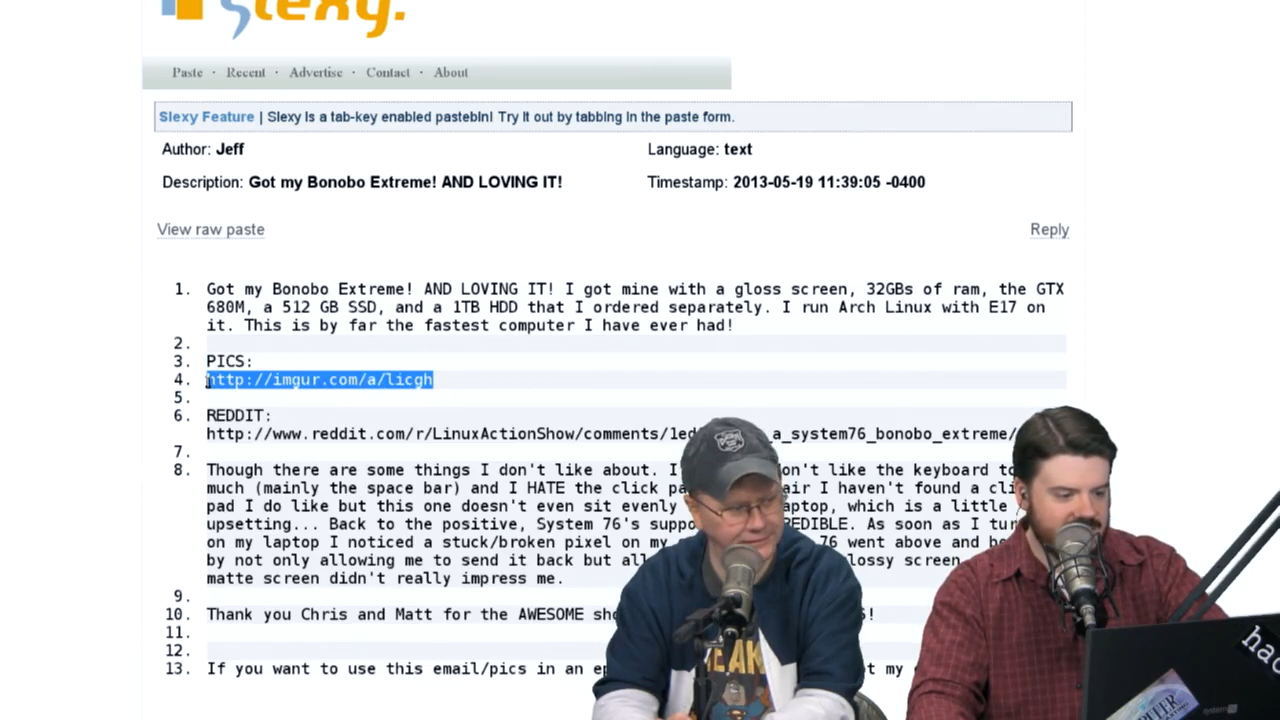 slexy.
Paste · Recent · Advertise · Contact · About
Slexy Feature | Slexy is a tab-key enabled pastebin! Try it out by tabbing in the paste form.
Author: Jeff
Language: text
Description: Got my Bonobo Extreme! AND LOVING IT!
Timestamp: 2013-05-19 11:39:05 -0400
View raw paste
Reply
1. Got my Bonobo Extreme! AND LOVING IT! I got mine with a gloss screen, 32GBs of ram, the GTX
680M, a 512 GB SSD, and a 1TB HDD that I ordered separately. I run Arch Linux with E17 on
it. This is by far the fastest computer I have ever had!
2.
3. PICS:
4. http://imgur.com/a/licgh
5.
6. REDDIT:
http://www.reddit.com/r/LinuxActionShow/comments/1ed a_system76_bonobo_extreme/
7.
8. Though there are some things I don't like about. I don't like the keyboard
much (mainly the space bar) and I HATE the click air I haven't found a
pad I do like but this one doesn't even sit evenly laptop, which is a little
upsetting... Back to the positive, System 76's As soon as I
on my laptop I noticed a stuck/broken pixel on my 76 went above and
by not only allowing me to send it back but screen
matte screen didn't really impress me.
9.
10. Thank you Chris and Matt for the AWESOME
11.
12.
13. If you want to use this email/pics in an my
system76